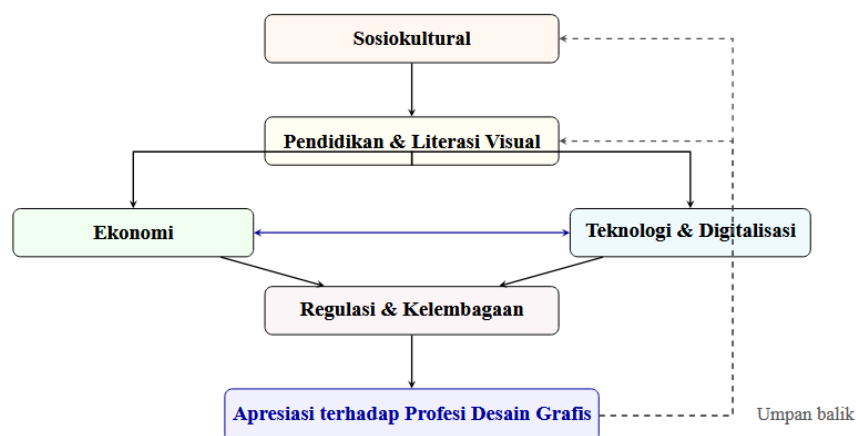 Sosiokultural
Pendidikan & Literasi Visual
Ekonomi
Teknologi & Digitalisasi
Regulasi & Kelembagaan
Apresiasi terhadap Profesi Desain Grafis
Umpan balik